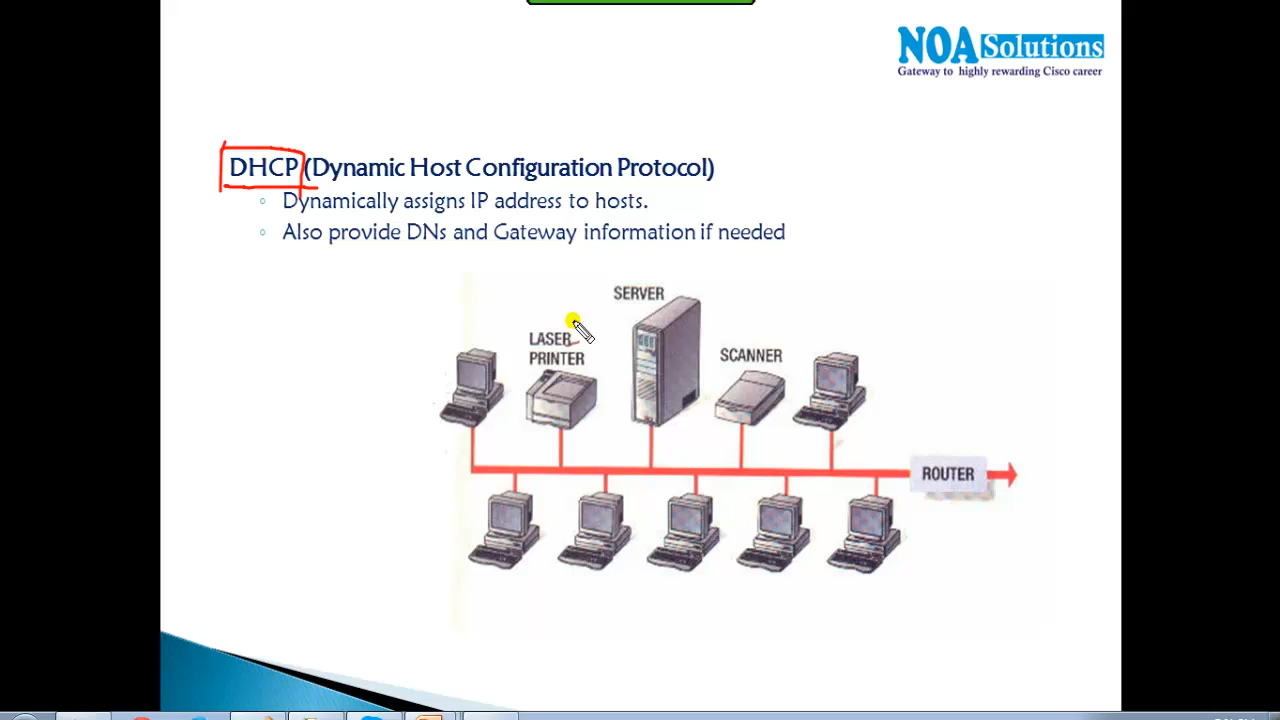 NOA Solutions
Gateway to highly rewarding Cisco career
DHCP (Dynamic Host Configuration Protocol)
Dynamically assigns IP address to hosts.
Also provide DNs and Gateway information if needed
SERVER
LASER
PRINTER
SCANNER
ROUTER